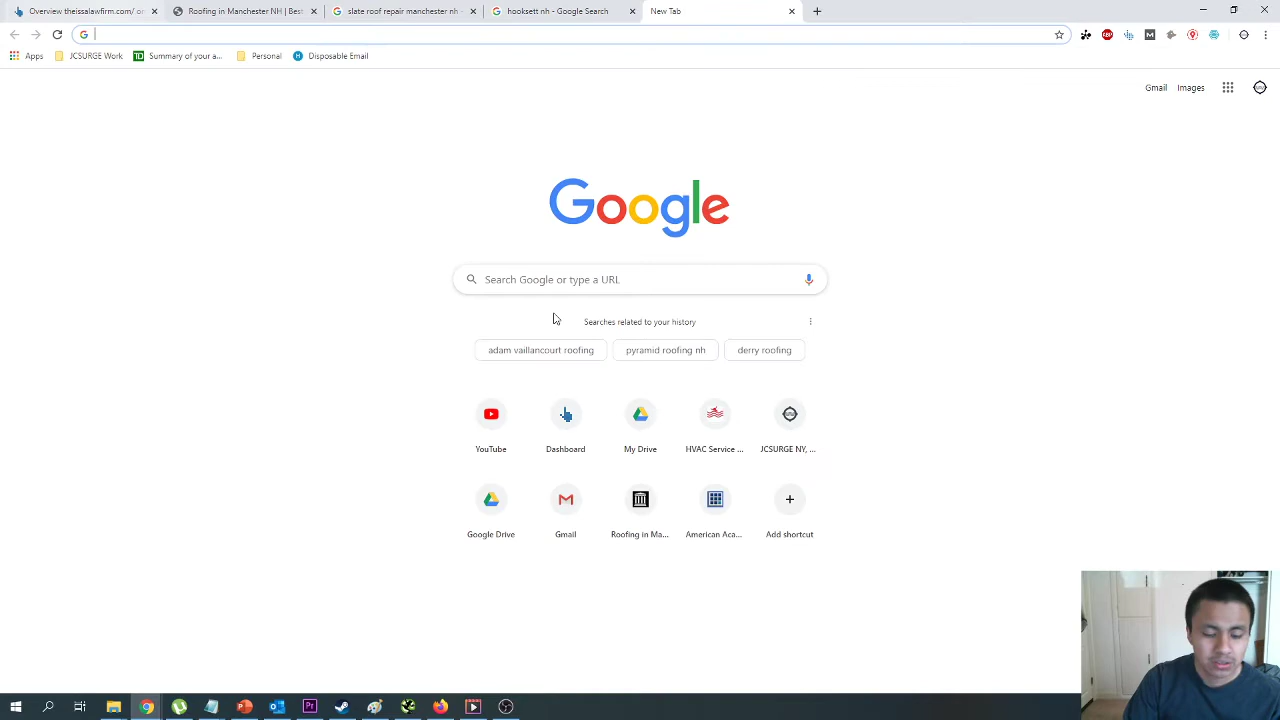 Overview theissalawfirm.com/ or
Roofing in Manchester NH | Best
slate roof repair manchester nh -
hooksett nh - Google Search
New Tab
Apps
JCSURGE Work
Summary of your a...
Personal
Disposable Email
Gmail
Images
Google
Search Google or type a URL
Searches related to your history
adam vaillancourt roofing
pyramid roofing nh
derry roofing
YouTube
Dashboard
My Drive
HVAC Service ...
JCSURGE NY, ...
Google Drive
Gmail
Roofing in Ma...
American Aca...
Add shortcut